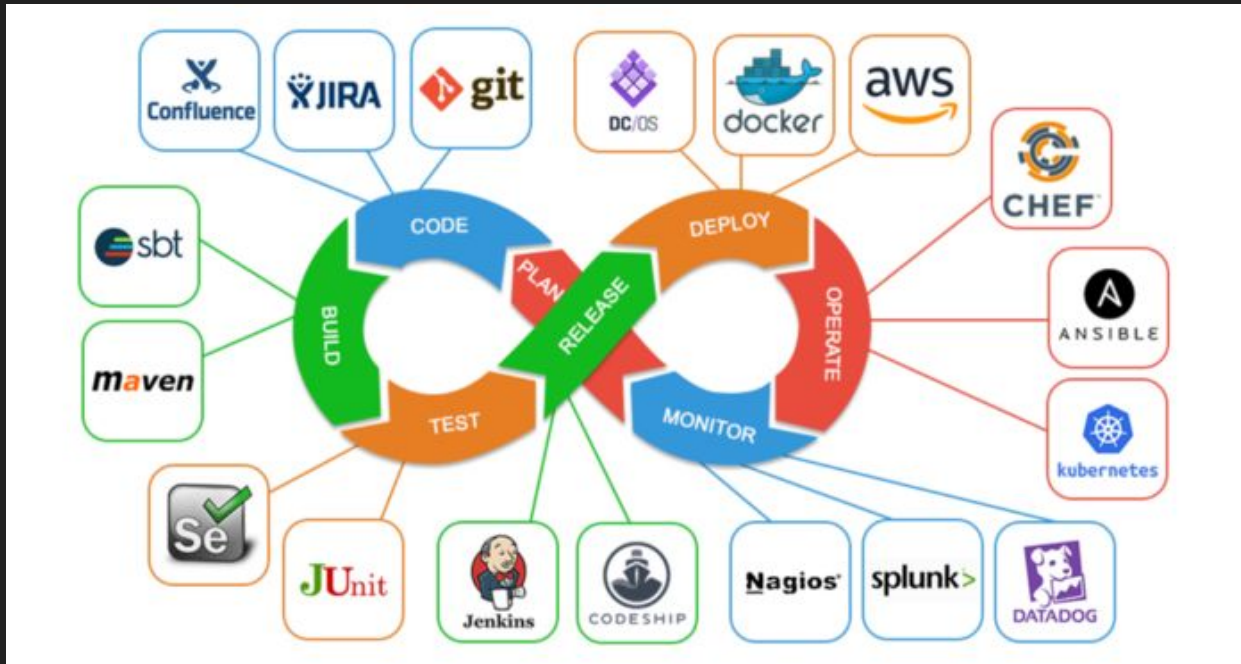 Confluence
JIRA
git
DC/OS
docker
aws
CHEF
sbt
CODE
DEPLOY
PLAN
RELEASE
BUILD
OPERATE
ANSIBLE
maven
TEST
MONITOR
kubernetes
Se
JUnit
Jenkins
CODESHIP
Nagios®
splunk>
DATADOG